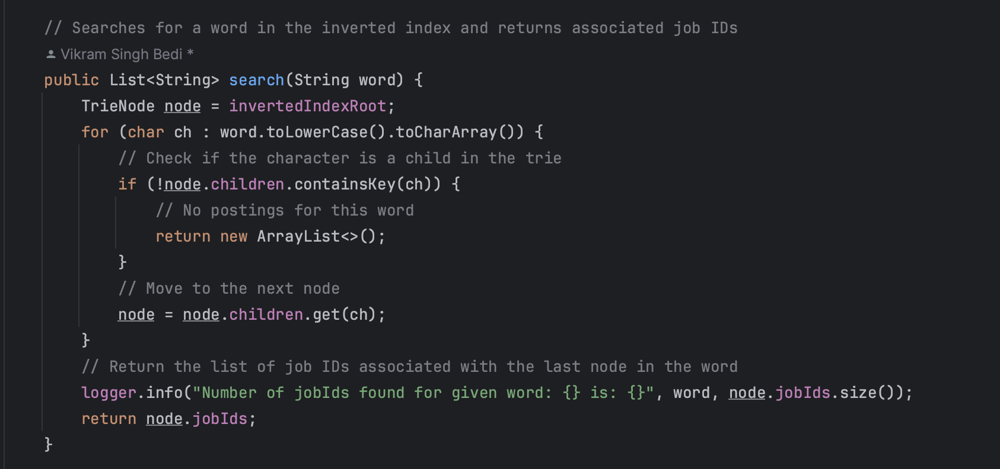 // Searches for a word in the inverted index and returns associated job IDs
Vikram Singh Bedi *
public List<String> search(String word) {
TrieNode node = invertedIndexRoot;
for (char ch : word.toLowerCase().toCharArray()) {
// Check if the character is a child in the trie
if (!node.children.containsKey(ch)) {
// No postings for this word
return new ArrayList<>();
}
// Move to the next node
node = node.children.get(ch);
}
// Return the list of job IDs associated with the last node in the word
logger.info("Number of jobIds found for given word: {} is: {}", word, node.jobIds.size());
return node.jobIds;
}